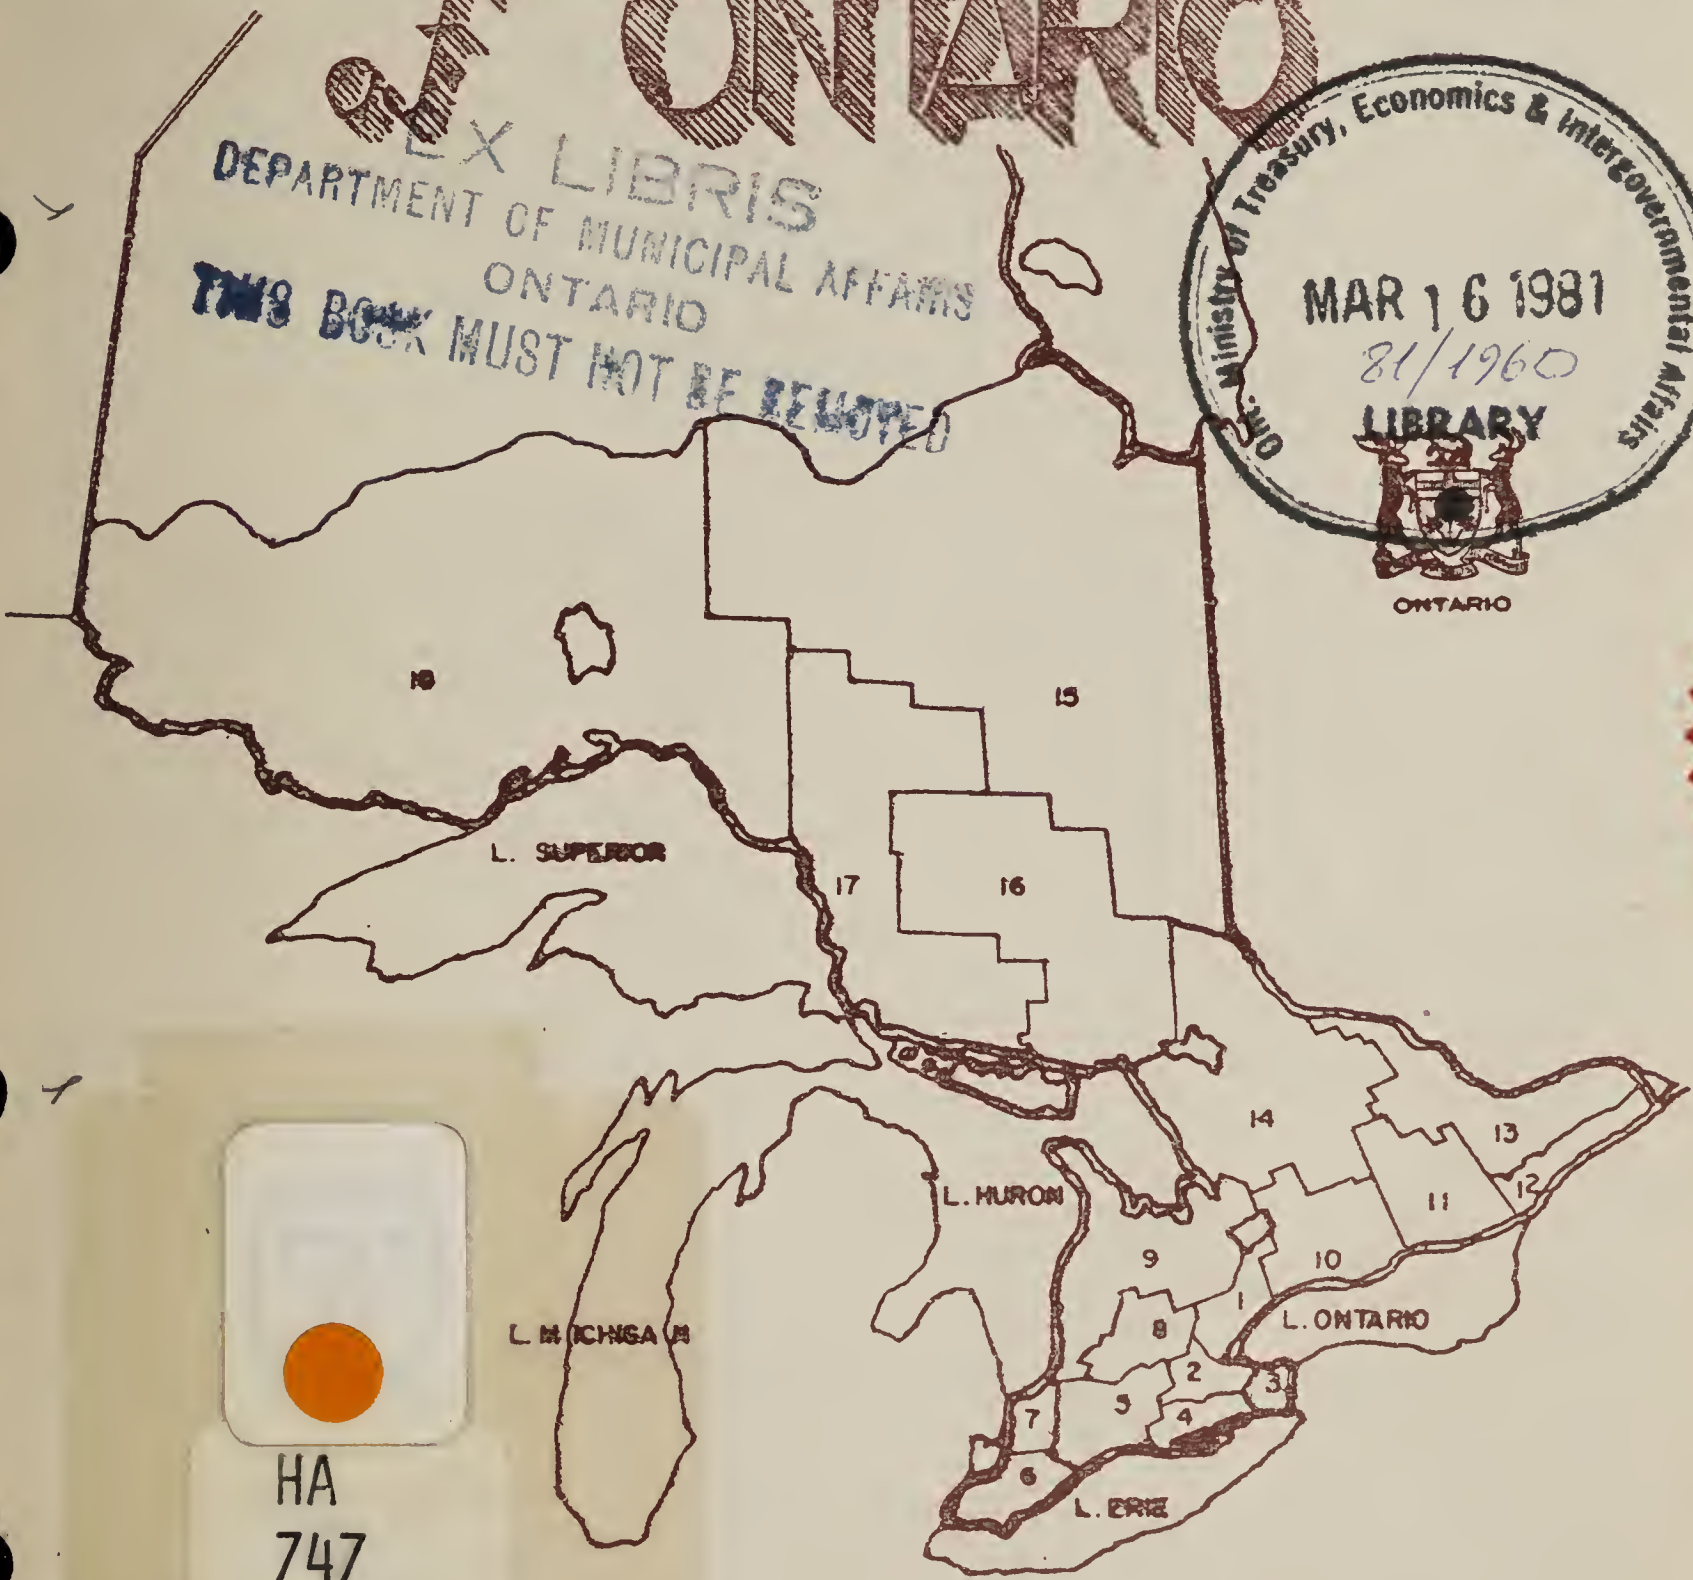 ONTARIO
EX LIBRIS
DEPARTMENT OF MUNICIPAL AFFAIRS
ONTARIO
THIS BOOK MUST NOT BE REMOVED
Ont. Ministry of Treasury, Economics & Intergovernmental Affairs
MAR 16 1981
81/1960
LIBRARY
ONTARIO
15
L. SUPERIOR
17
16
14
13
12
11
L. HURON
10
9
1
L. ONTARIO
8
L. MICHIGAN
2
3
5
4
7
6
L. ERIE
HA
747